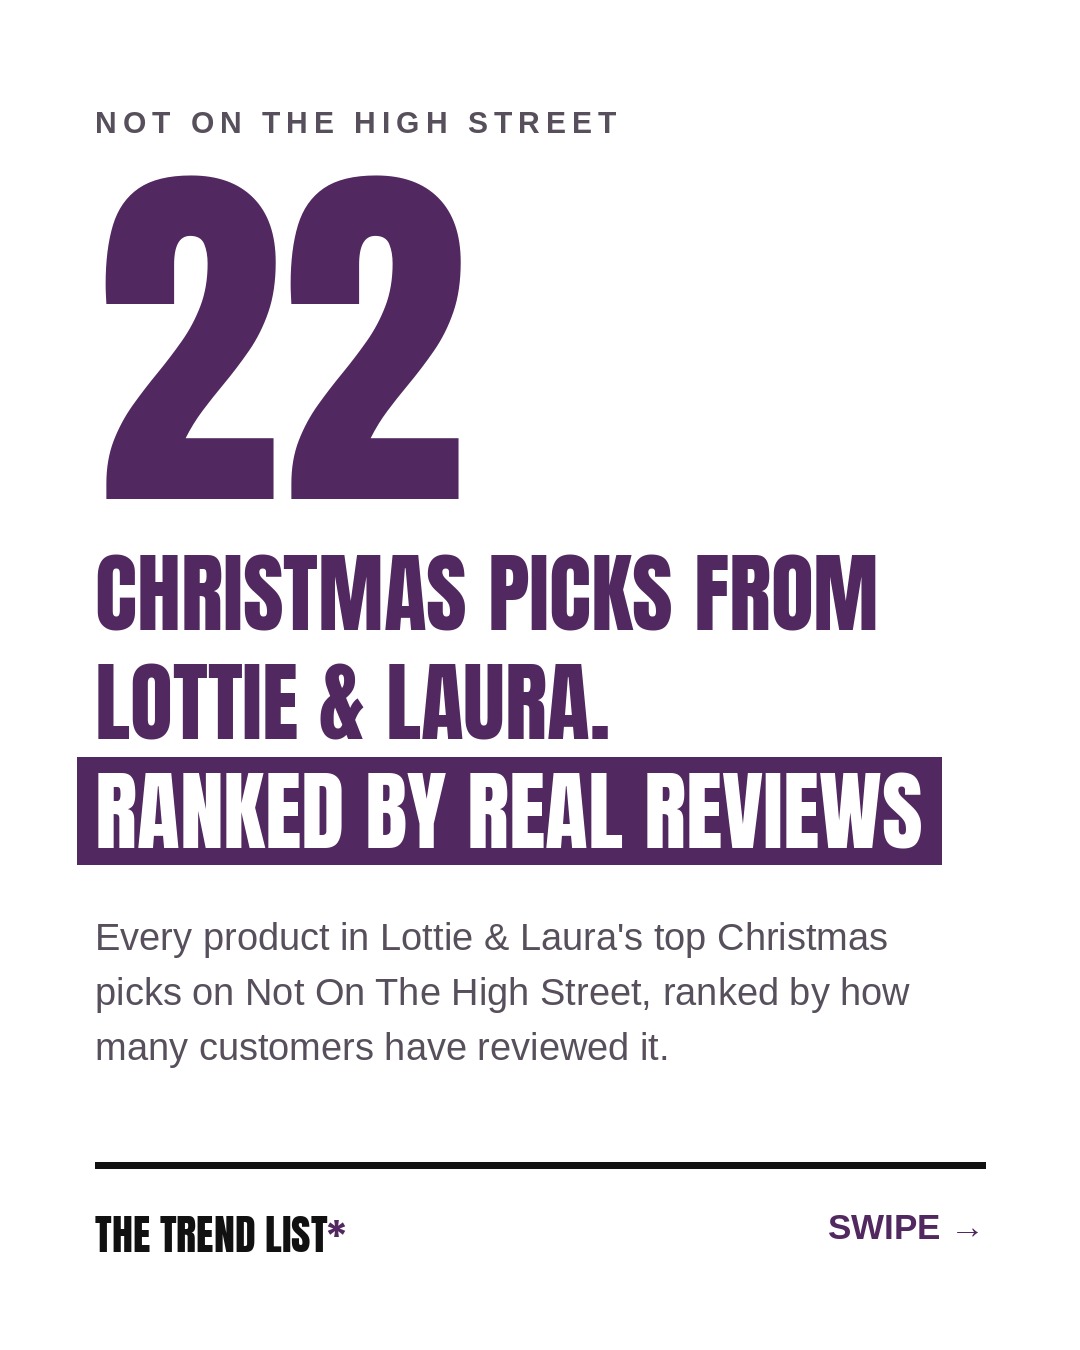 NOT ON THE HIGH STREET
22
CHRISTMAS PICKS FROM
LOTTIE & LAURA.
RANKED BY REAL REVIEWS
Every product in Lottie & Laura's top Christmas
picks on Not On The High Street, ranked by how
many customers have reviewed it.
THE TREND LIST*
SWIPE →